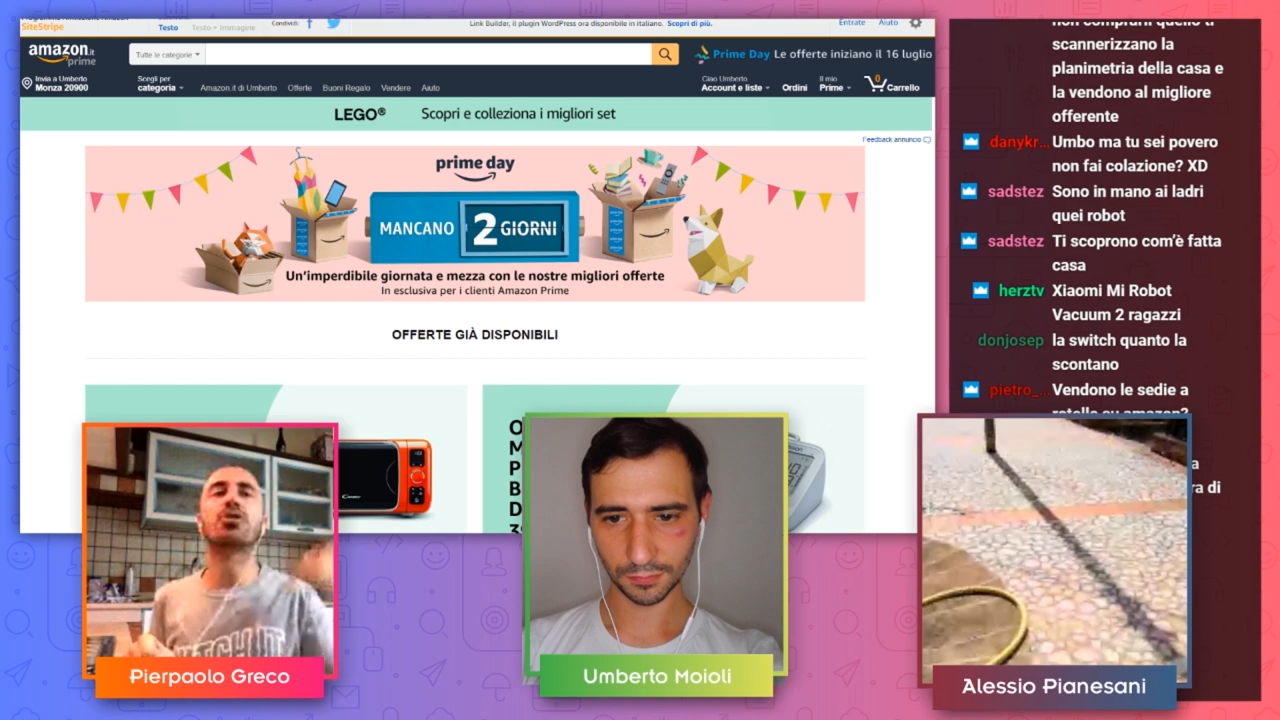 SiteStripe
Testo
Testo + Immagine
Condividi:
Link Builder, il plugin WordPress ora disponibile in italiano. Scopri di più.
Entrate
Aiuto
amazon.it
prime
Tutte le categorie
Prime Day Le offerte iniziano il 16 luglio
Invia a Umberto
Monza 20900
Scegli per
categoria
Amazon.it di Umberto
Offerte
Buoni Regalo
Vendere
Aiuto
Ciao Umberto
Account e liste
Ordini
Il mio
Prime
0
Carrello
LEGO® Scopri e colleziona i migliori set
Feedback annuncio
prime day
MANCANO 2 GIORNI
Un'imperdibile giornata e mezza con le nostre migliori offerte
In esclusiva per i clienti Amazon Prime
OFFERTE GIÀ DISPONIBILI
O
M
P
B
D
non comprarti quello ti
scannerizzano la
planimetria della casa e
la vendono al migliore
offerente
danykr... Umbo ma tu sei povero
non fai colazione? XD
sadstez Sono in mano ai ladri
quei robot
sadstez Ti scoprono com'è fatta
casa
herztv Xiaomi Mi Robot
Vacuum 2 ragazzi
donjosep la switch quanto la
scontano
pietro_... Vendono le sedie a
rotelle su amazon?
a
ra di
Pierpaolo Greco
Umberto Moioli
Alessio Pianesani